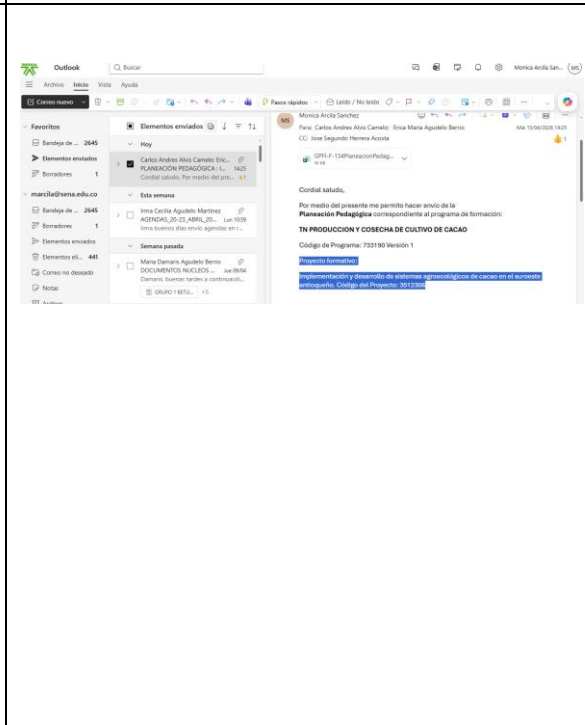 Outlook
Buscar
Monica Arcila San...
MS
Archivo Inicio Vista Ayuda
Correo nuevo
Pasos rápidos
Leído / No leído
Favoritos
Bandeja de ... 2645
Elementos enviados
Borradores 1
marcila@sena.edu.co
Bandeja de ... 2645
Borradores 1
Elementos enviados
Elementos eli... 441
Correo no deseado
Notas
Archivo
Elementos enviados
Hoy
Carlos Andres Alvis Camelo; Eric...
PLANEACIÓN PEDAGÓGICA : I... 14:25
Cordial saludo, Por medio del pre... 1
Esta semana
Irma Cecilia Agudelo Martinez
AGENDAS_20-23_ABRIL_20... Lun 10:59
Irma buenos días envio agendas en r...
Semana pasada
Maria Damaris Agudelo Berrio
DOCUMENTOS NUCLEOS ... Jue 09/04
Damaris, buenas tardes a continuació...
GRUPO 1 BETU... +5
MS
Monica Arcila Sanchez
Para: Carlos Andres Alvis Camelo; Erica Maria Agudelo Berrio
Mié 15/04/2026 14:25
CC: Jose Segundo Herrera Acosta
1
GPFI-F-134PlaneacionPedag...
Cordial saludo,
Por medio del presente me permito hacer envío de la
Planeación Pedagógica correspondiente al programa de formación:
TN PRODUCCION Y COSECHA DE CULTIVO DE CACAO
Código de Programa: 733190 Versión 1
Proyecto formativo:
Implementación y desarrollo de sistemas agroecológicos de cacao en el suroeste
antioqueño. Código del Proyecto: 3512306